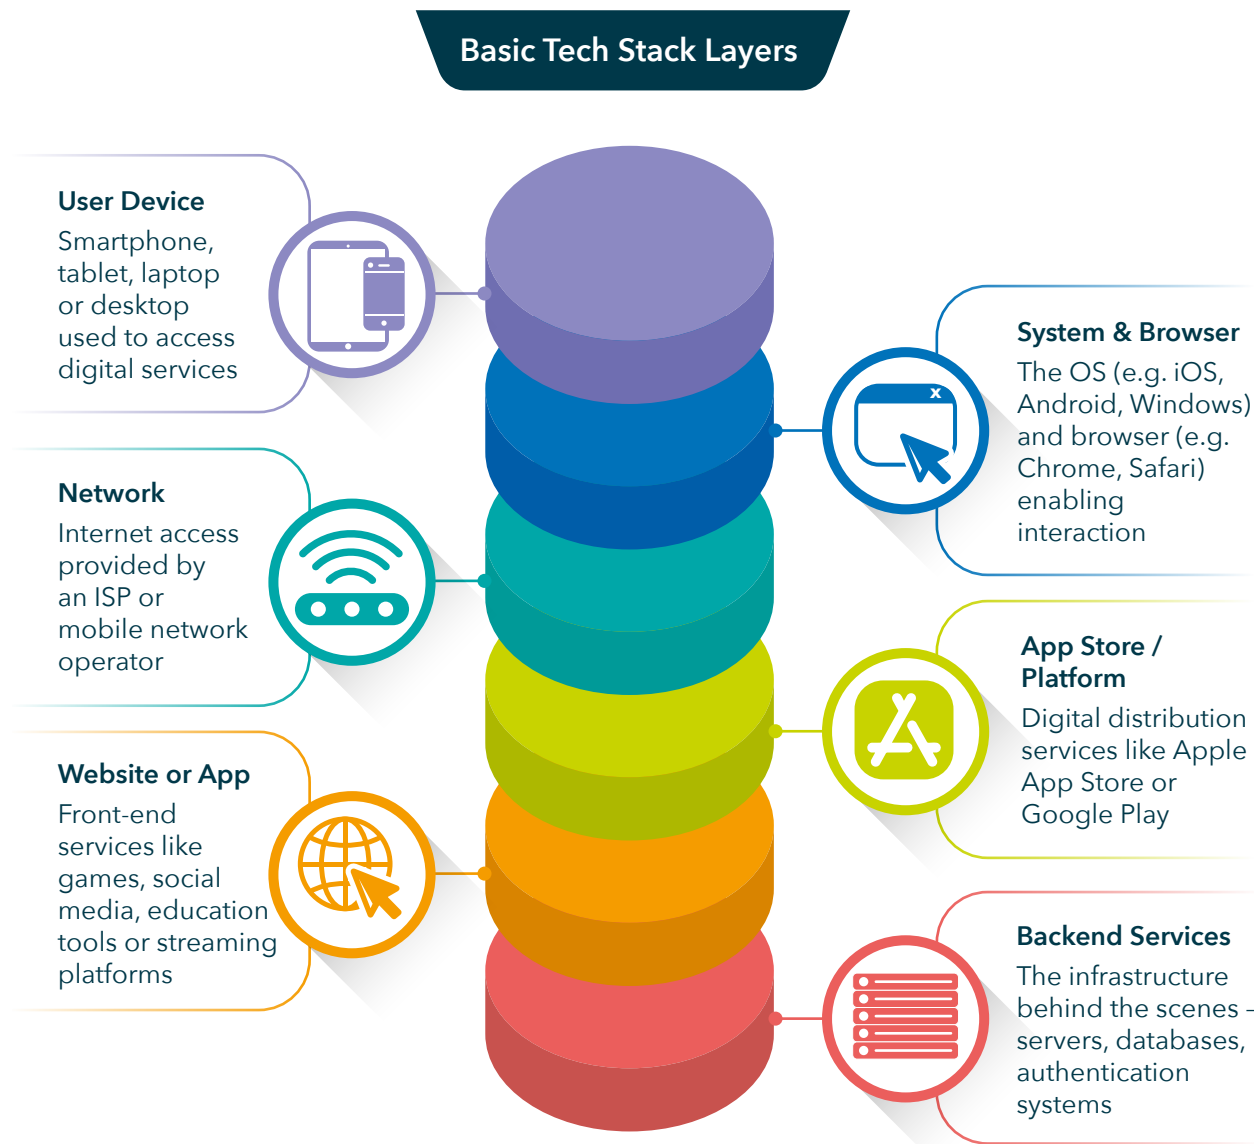 Basic Tech Stack Layers
User Device
Smartphone,
tablet, laptop
or desktop
used to access
digital services
System & Browser
The OS (e.g. iOS,
Android, Windows)
and browser (e.g.
Chrome, Safari)
enabling
interaction
x
Network
Internet access
provided by
an ISP or
mobile network
operator
App Store /
Platform
Digital distribution
services like Apple
App Store or
Google Play
Website or App
Front-end
services like
games, social
media, education
tools or streaming
platforms
Backend Services
The infrastructure
behind the scenes –
servers, databases,
authentication
systems